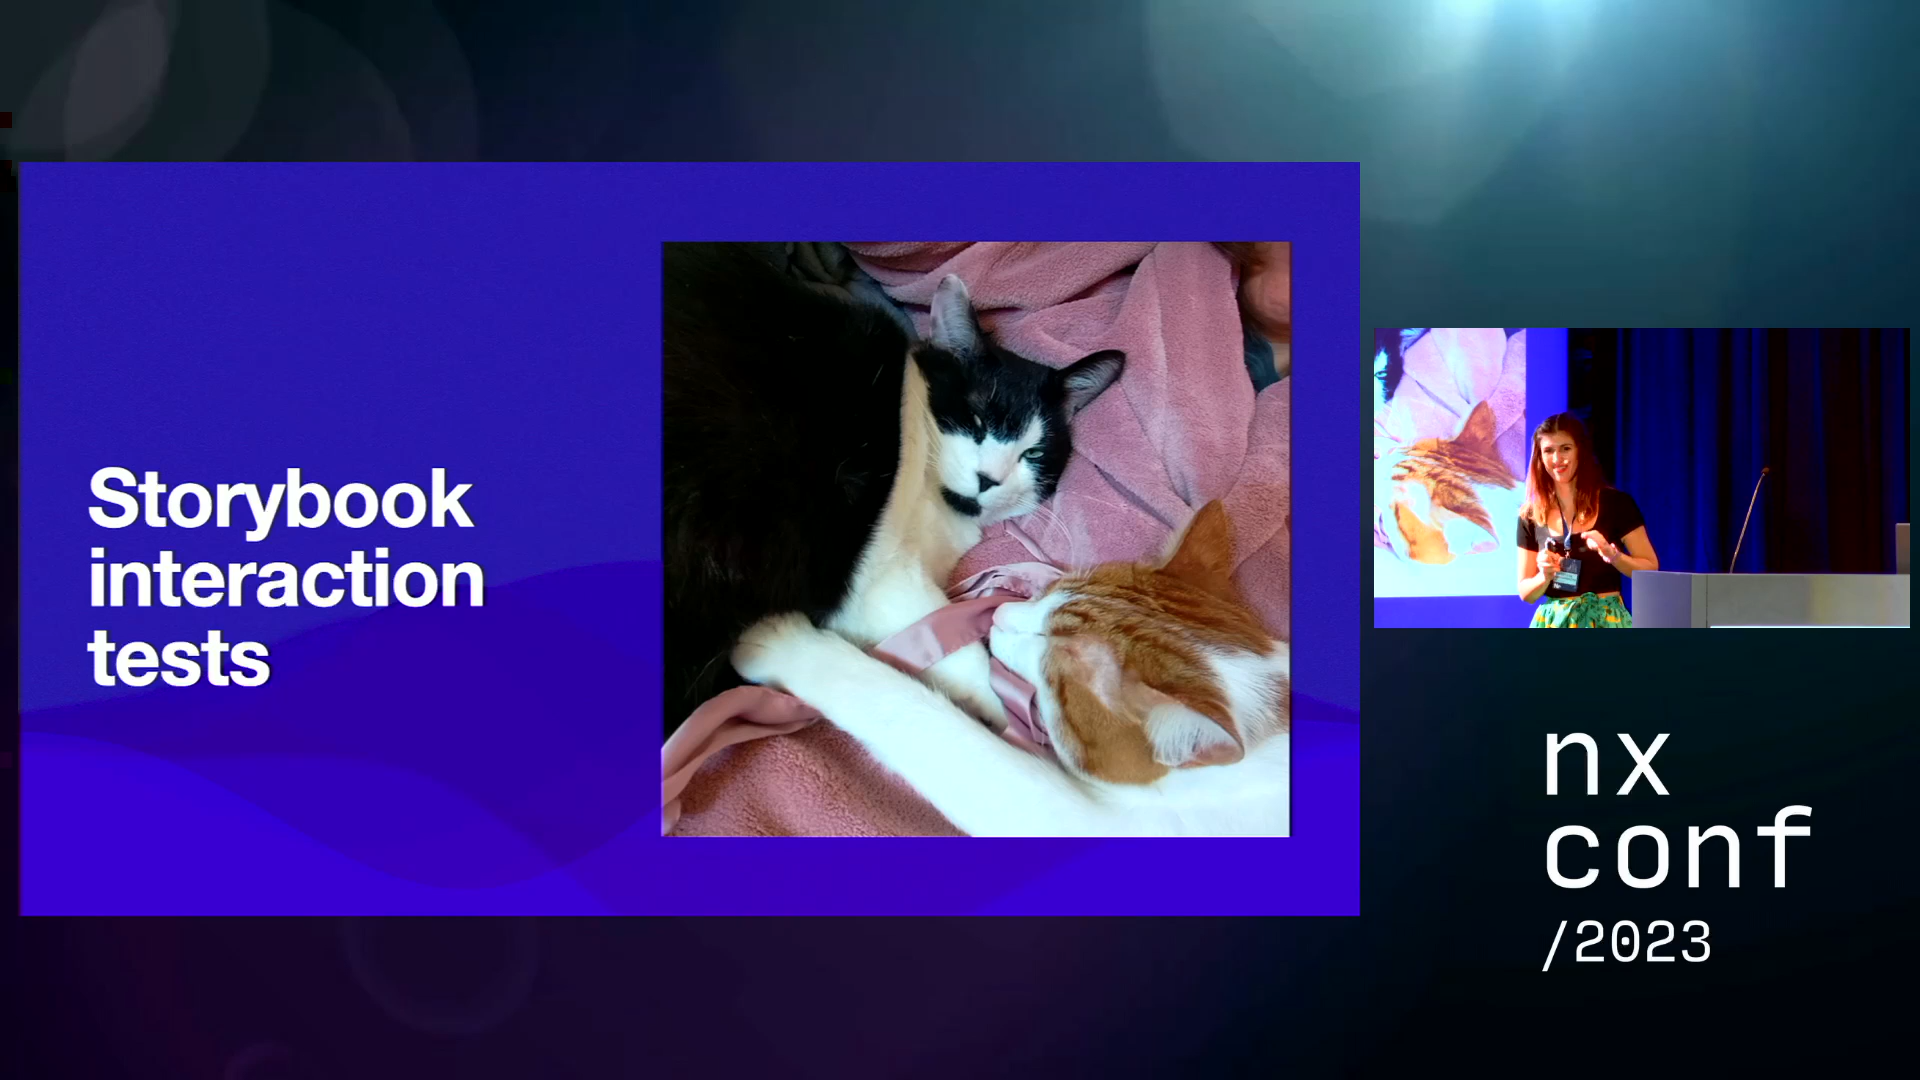 Storybook
interaction
tests
nx
conf
/2023